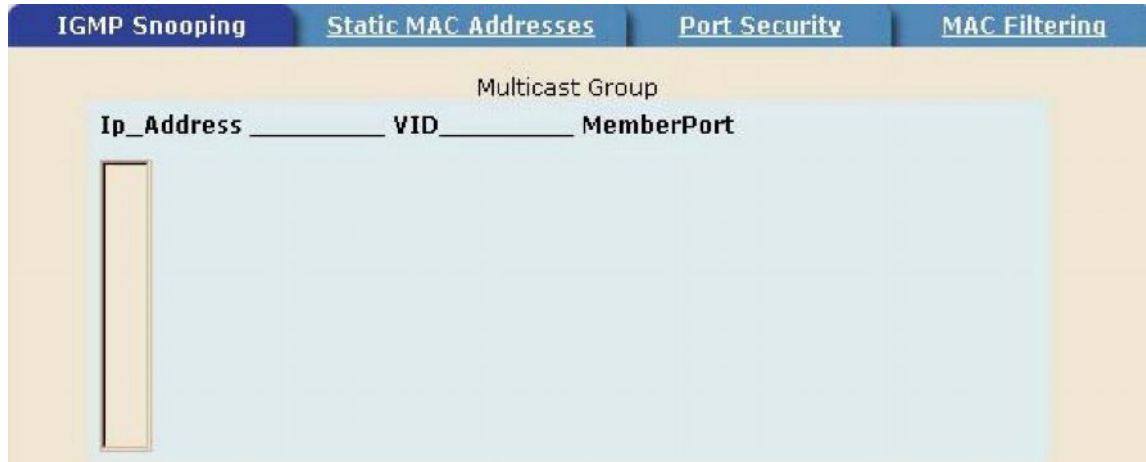 IGMP Snooping Static MAC Addresses Port Security MAC Filtering
Multicast Group
Ip_Address __________ VID__________ MemberPort